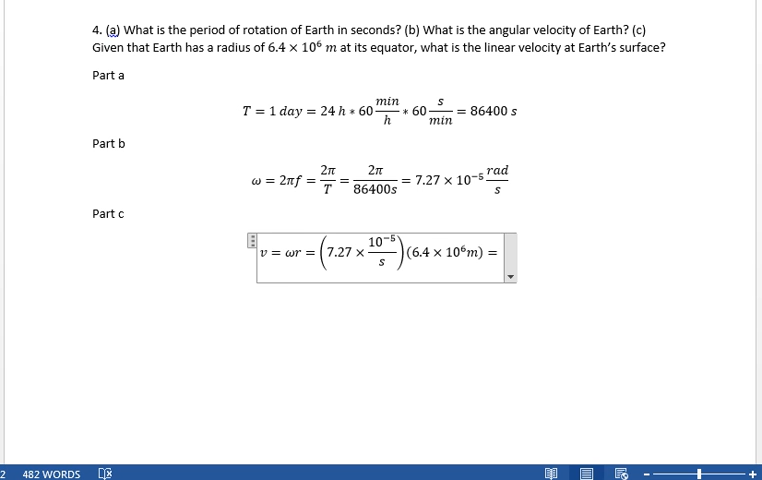 4. (a) What is the period of rotation of Earth in seconds? (b) What is the angular velocity of Earth? (c)
Given that Earth has a radius of 6.4 × 10⁶ m at its equator, what is the linear velocity at Earth's surface?
Part a
T = 1 day = 24 h * 60 min/h * 60 s/min = 86400 s
Part b
ω = 2πf = 2π/T = 2π/86400s = 7.27 × 10⁻⁵ rad/s
Part c
v = ωr = (7.27 × 10⁻⁵/s)(6.4 × 10⁶m) =
2 482 WORDS